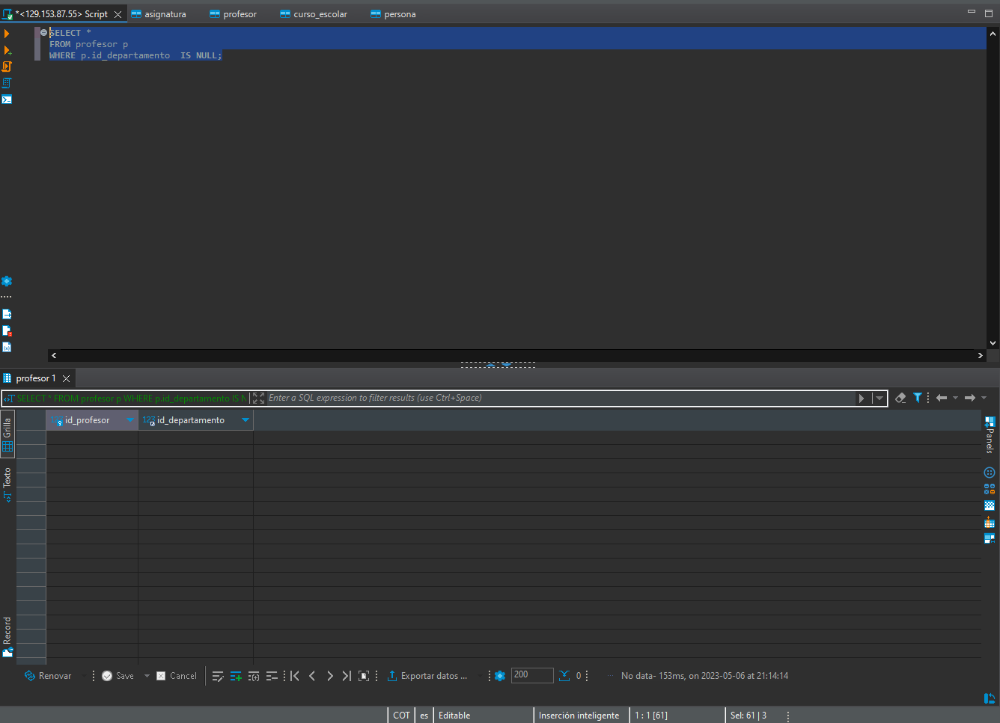 *<129.153.87.55> Script
asignatura
profesor
curso_escolar
persona
SELECT *
FROM profesor p
WHERE p.id_departamento  IS NULL;
profesor 1
SELECT * FROM profesor p WHERE p.id_departamento IS N
Enter a SQL expression to filter results (use Ctrl+Space)
Grilla
Texto
Record
id_profesor
123 id_departamento
Panels
Renovar
Save
Cancel
Exportar datos ...
200
0
No data- 153ms, on 2023-05-06 at 21:14:14
COT
es
Editable
Inserción inteligente
1 : 1 [61]
Sel: 61 | 3